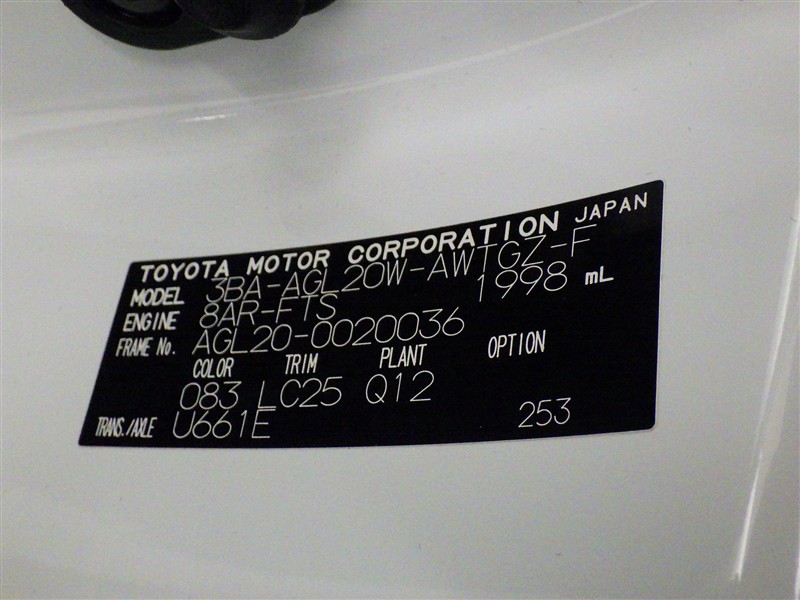 TOYOTA MOTOR CORPORATION JAPAN
MODEL 3BA-AGL20W-AWTGZ-F
ENGINE 8AR-FTS 1998 mL
FRAME No. AGL20-0020036
COLOR TRIM PLANT OPTION
083 LC25 Q12
TRANS./AXLE U661E 253